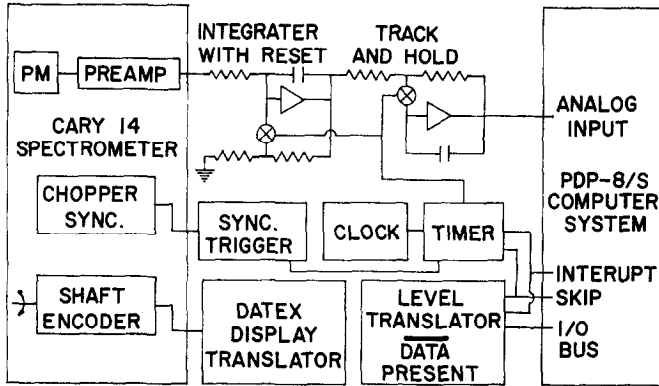 INTEGRATER
WITH RESET
TRACK
AND HOLD
PM
PREAMP
CARY 14
SPECTROMETER
ANALOG
INPUT
CHOPPER
SYNC.
SYNC.
TRIGGER
CLOCK
TIMER
PDP-8/S
COMPUTER
SYSTEM
SHAFT
ENCODER
DATEX
DISPLAY
TRANSLATOR
LEVEL
TRANSLATOR
DATA
PRESENT
INTERUPT
SKIP
I/O
BUS